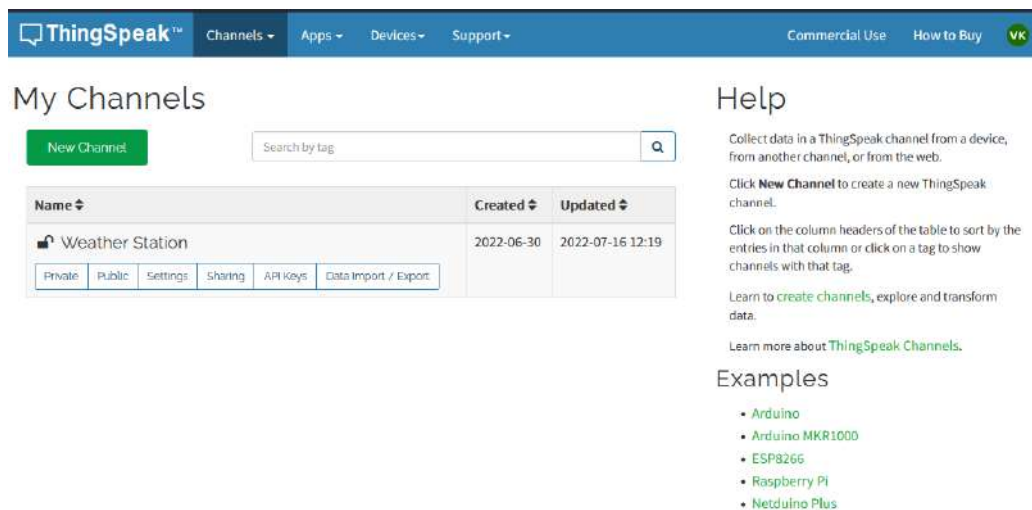 ThingSpeak™ Channels Apps Devices Support Commercial Use How to Buy VK
My Channels
New Channel Search by tag
Name Created Updated
Weather Station 2022-06-30 2022-07-16 12:19
Private Public Settings Sharing API Keys Data Import / Export
Help
Collect data in a ThingSpeak channel from a device,
from another channel, or from the web.
Click New Channel to create a new ThingSpeak
channel.
Click on the column headers of the table to sort by the
entries in that column or click on a tag to show
channels with that tag.
Learn to create channels, explore and transform
data.
Learn more about ThingSpeak Channels.
Examples
• Arduino
• Arduino MKR1000
• ESP8266
• Raspberry Pi
• Netduino Plus